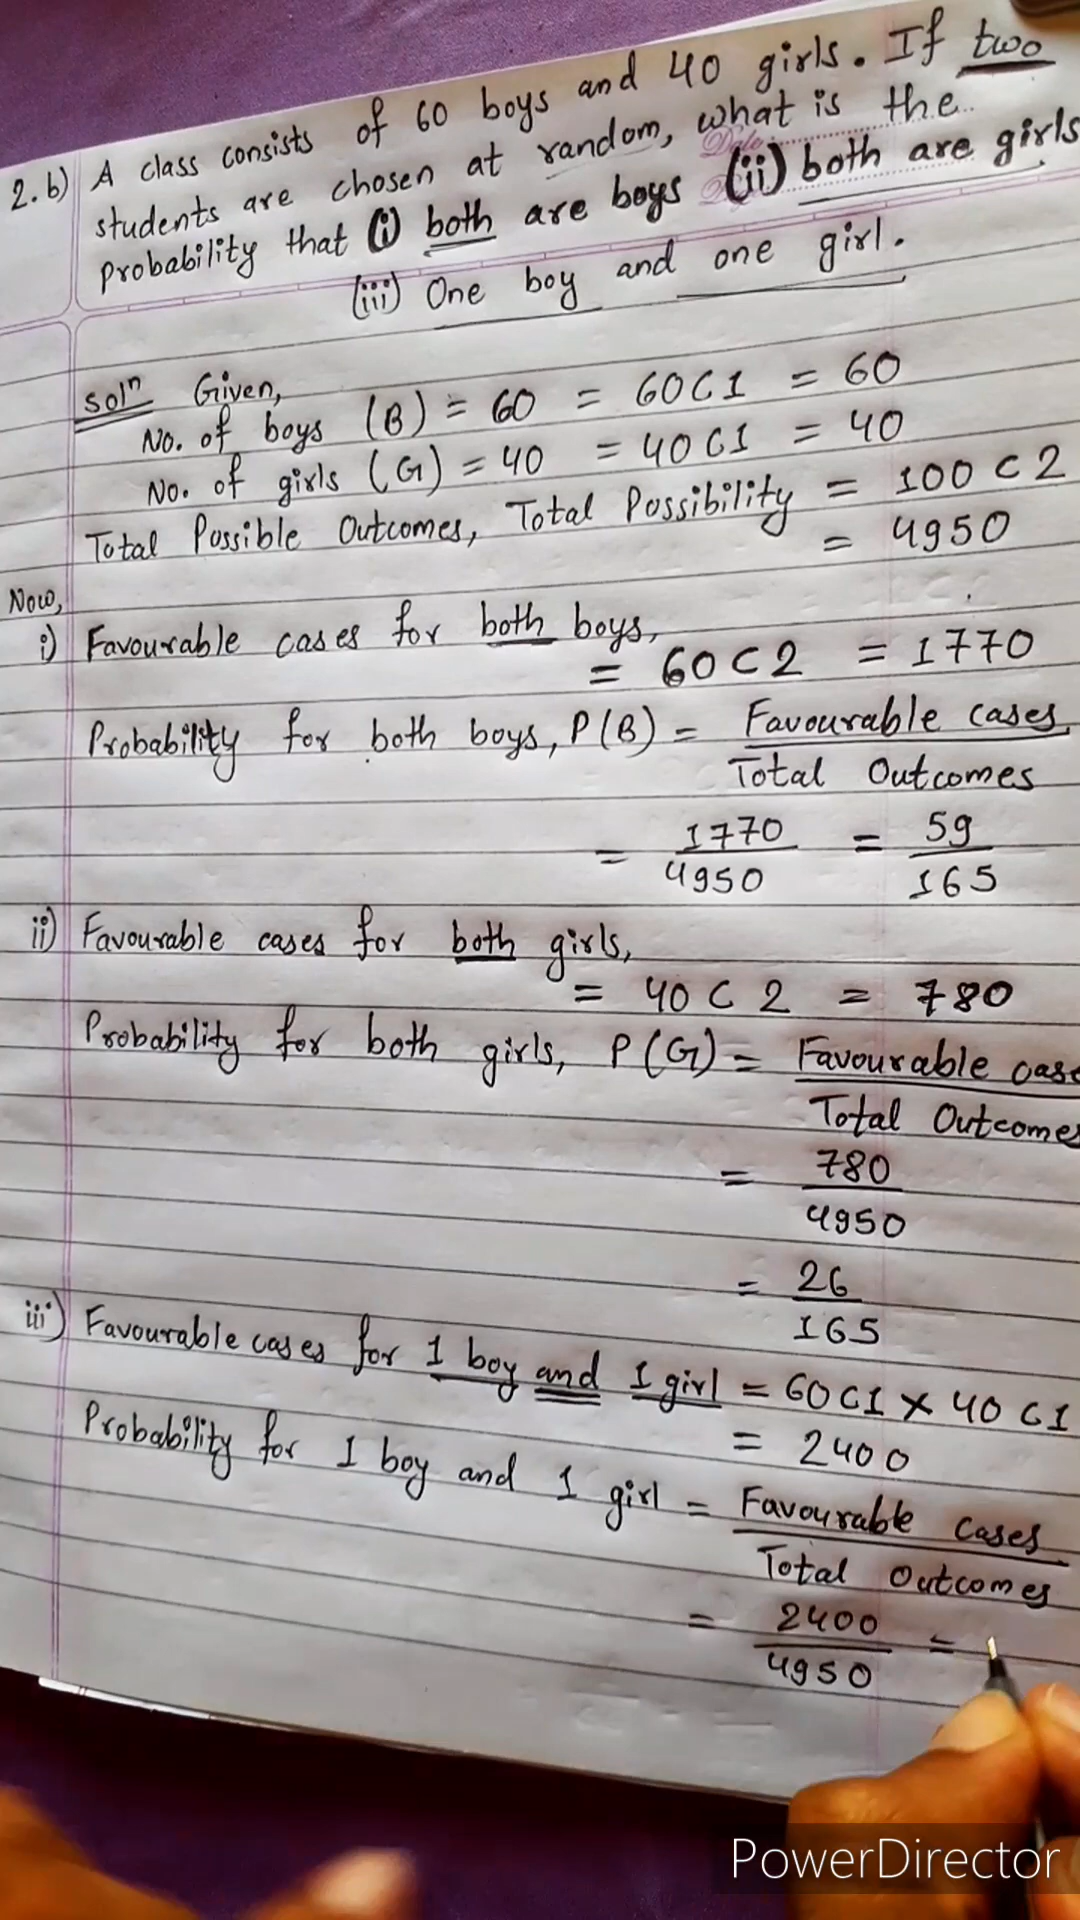 2.b) A class consists of 60 boys and 40 girls. If two
students are chosen at random, what is the
probability that (i) both are boys (ii) both are girls
(iii) One boy and one girl.
Soln Given,
No. of boys (B) = 60 = 60C1 = 60
No. of girls (G) = 40 = 40C1 = 40
Total Possible Outcomes, Total Possibility = 100C2
= 4950
Now,
i) Favourable cases for both boys,
= 60C2 = 1770
Probability for both boys, P(B) = Favourable cases
Total Outcomes
= 1770 = 59
4950 165
ii) Favourable cases for both girls,
= 40C2 = 780
Probability for both girls, P(G) = Favourable case
Total Outcomes
= 780
4950
= 26
165
iii) Favourable cases for 1 boy and 1 girl = 60C1 × 40C1
= 2400
Probability for 1 boy and 1 girl = Favourable cases
Total Outcomes
= 2400 =
4950
PowerDirector